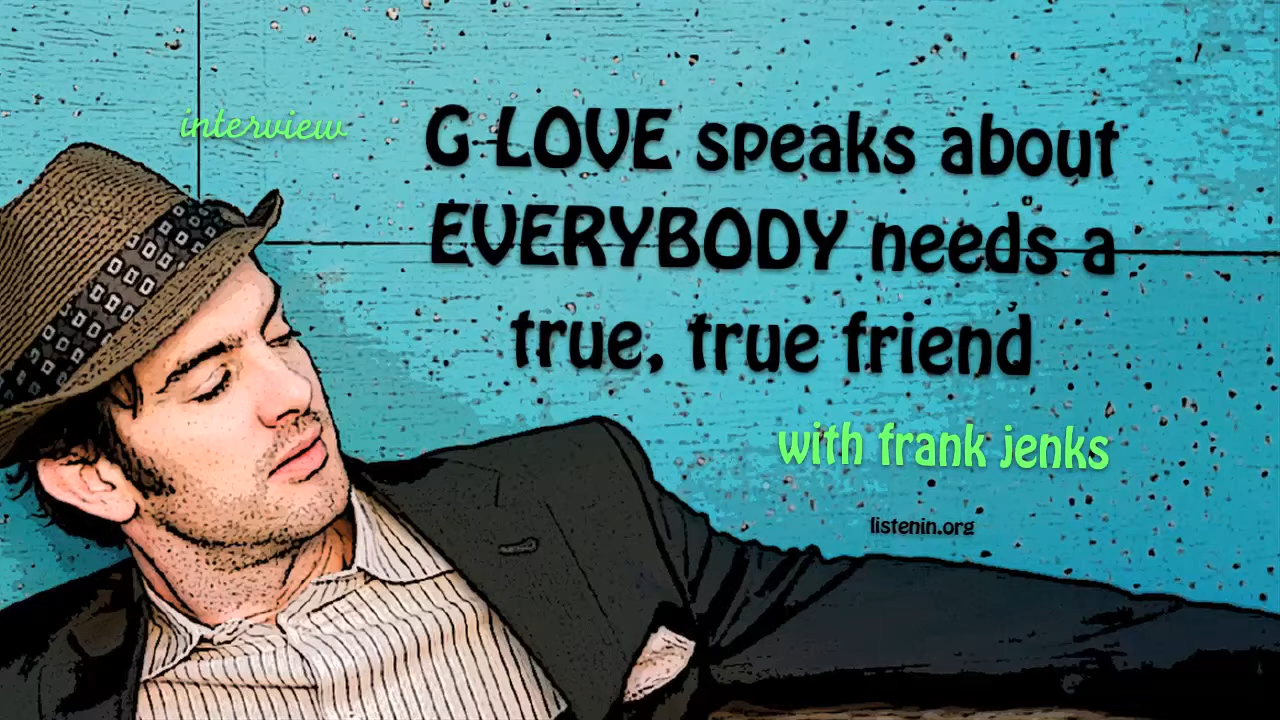 interview
G LOVE speaks about
EVERYBODY needs a
true, true friend
with frank jenks
listenin.org